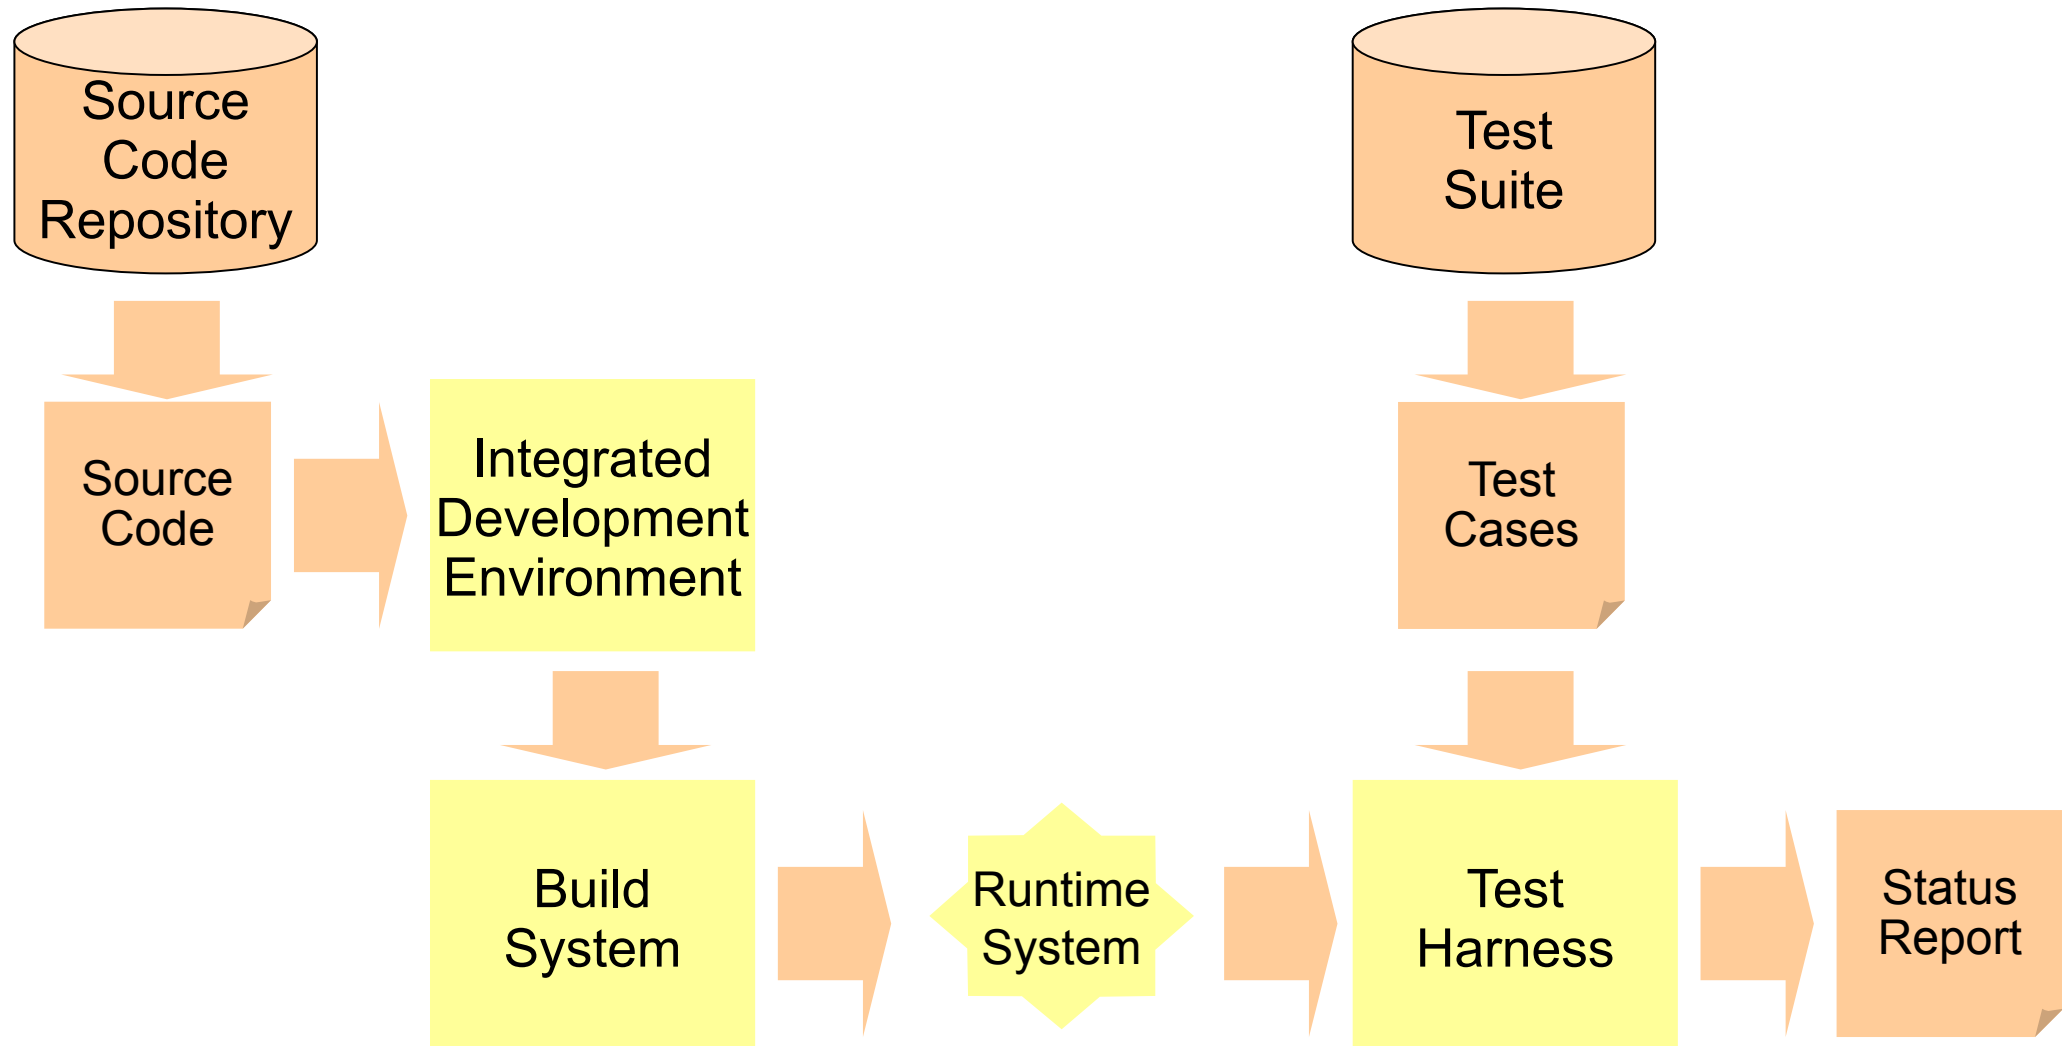 Source
Code
Repository
Test
Suite
Source
Code
Integrated
Development
Environment
Test
Cases
Build
System
Runtime
System
Test
Harness
Status
Report